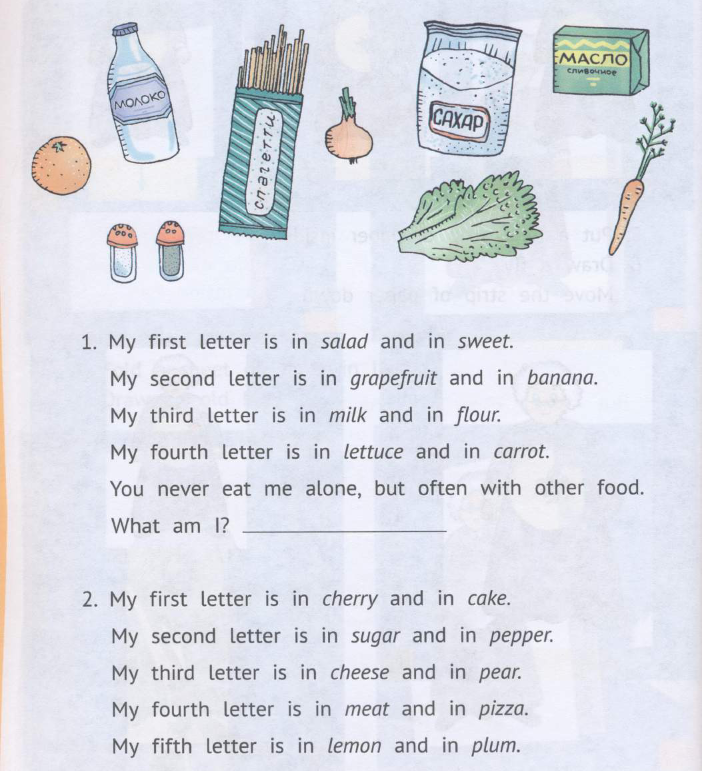 МОЛОКО
спагетти
САХАР
МАСЛО
сливочное
1. My first letter is in salad and in sweet.
My second letter is in grapefruit and in banana.
My third letter is in milk and in flour.
My fourth letter is in lettuce and in carrot.
You never eat me alone, but often with other food.
What am I?
2. My first letter is in cherry and in cake.
My second letter is in sugar and in pepper.
My third letter is in cheese and in pear.
My fourth letter is in meat and in pizza.
My fifth letter is in lemon and in plum.